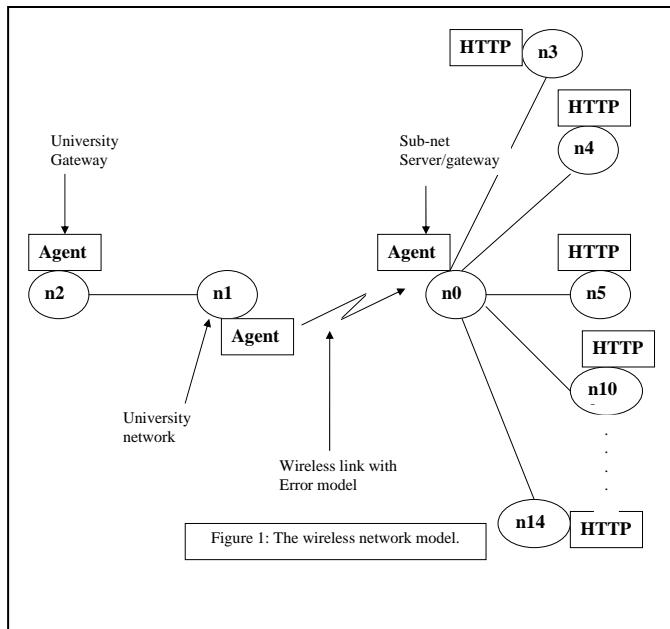 HTTP
n3
HTTP
n4
University
Gateway
Sub-net
Server/gateway
Agent
n2
n1
Agent
Agent
n0
HTTP
n5
HTTP
n10
University
network
Wireless link with
Error model
n14
HTTP
Figure 1: The wireless network model.